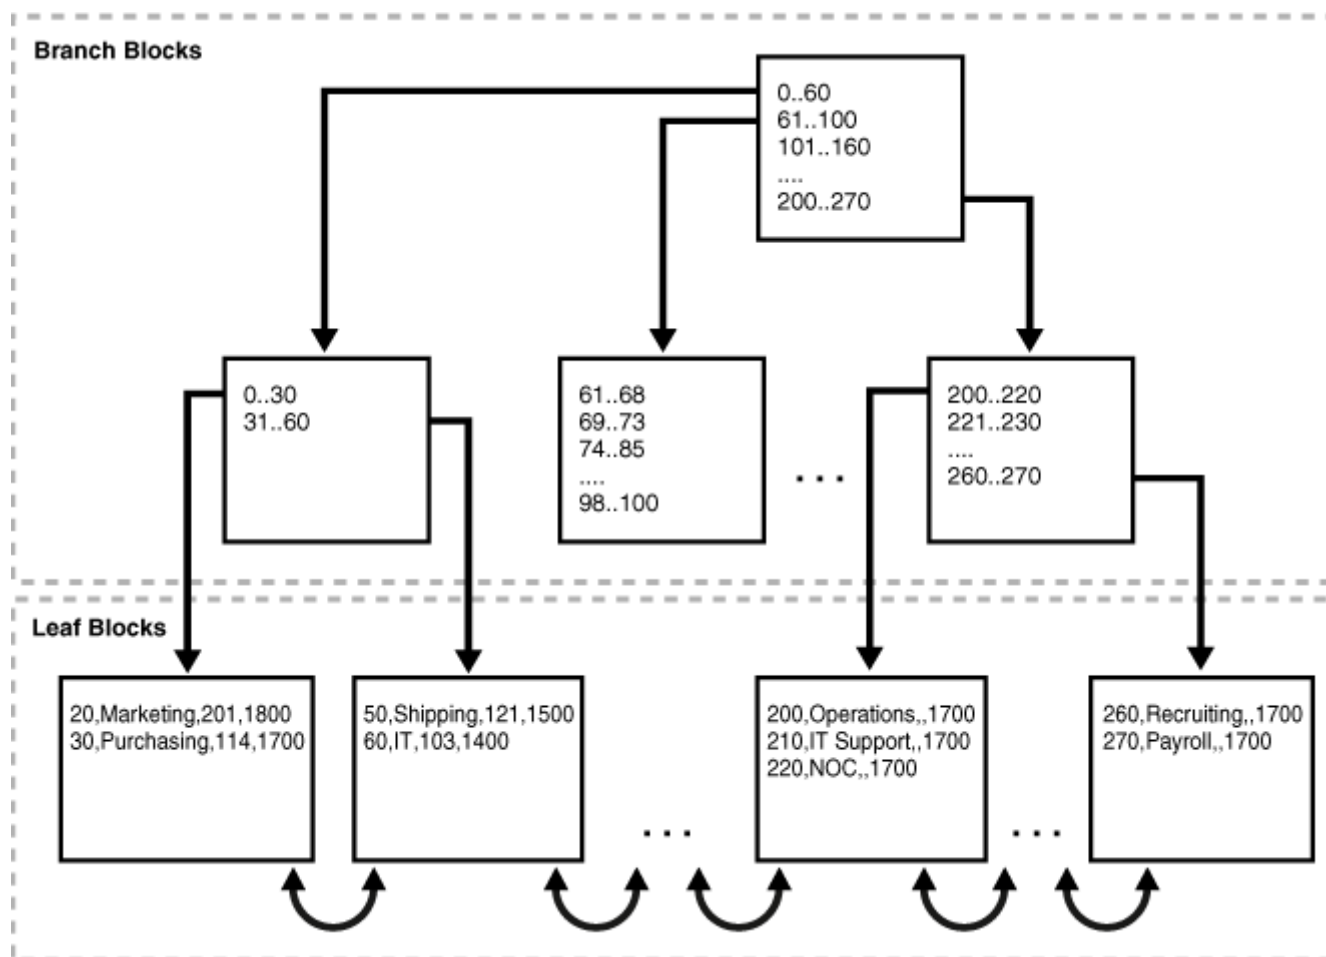 Branch Blocks
0..60
61..100
101..160
....
200..270
0..30
31..60
61..68
69..73
74..85
....
98..100
...
200..220
221..230
....
260..270
Leaf Blocks
20,Marketing,201,1800
30,Purchasing,114,1700
50,Shipping,121,1500
60,IT,103,1400
...
200,Operations,,1700
210,IT Support,,1700
220,NOC,,1700
...
260,Recruiting,,1700
270,Payroll,,1700